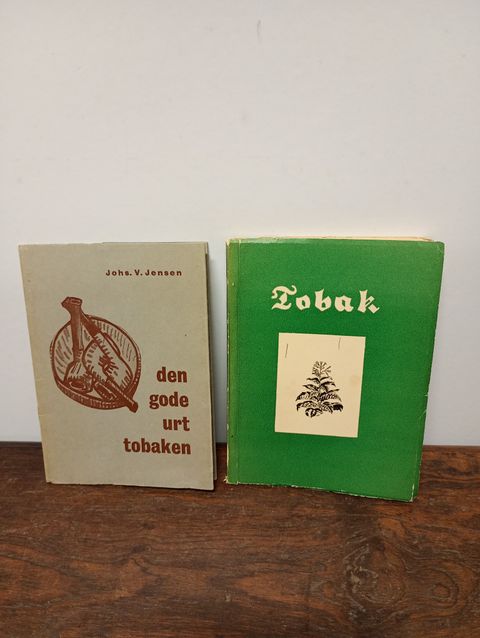 Johs. V. Jensen
den
gode
urt
tobaken
Tobak